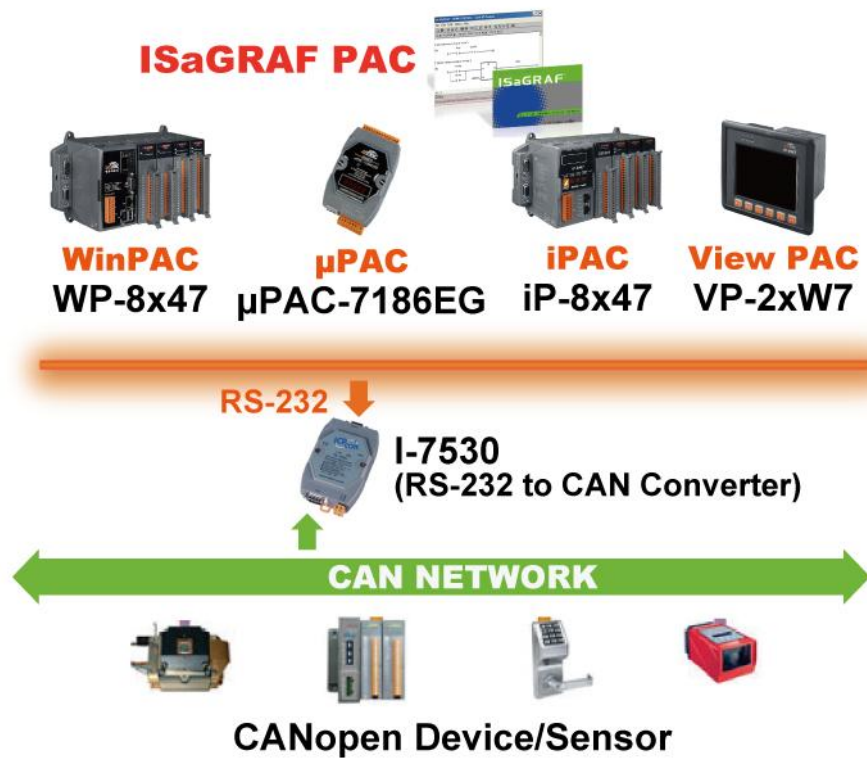 ISaGRAF PAC
ISaGRAF
WinPAC
WP-8x47
µPAC
µPAC-7186EG
iPAC
iP-8x47
View PAC
VP-2xW7
RS-232
I-7530
(RS-232 to CAN Converter)
CAN NETWORK
CANopen Device/Sensor